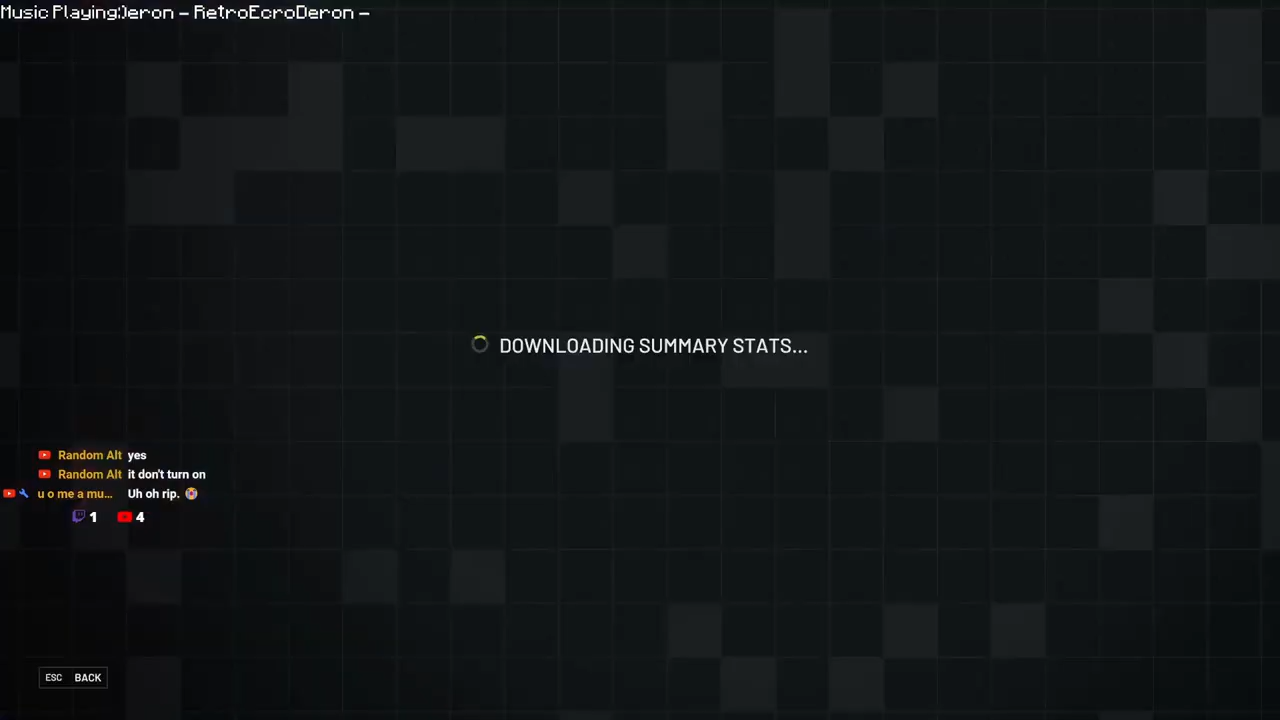 Music Playing:)eron - RetroEcroDeron -
DOWNLOADING SUMMARY STATS...
Random Alt yes
Random Alt it don't turn on
u o me a mu... Uh oh rip.
1 4
ESC BACK